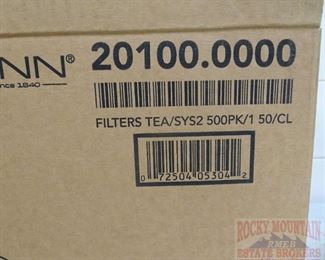 NN® 20100.0000
nce 1840
FILTERS TEA/SYS2 500PK/1 50/CL
0 72504 05304 2
ROCKY MOUNTAIN
RMEB
ESTATE BROKERS